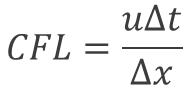 CFL = uΔt / Δx